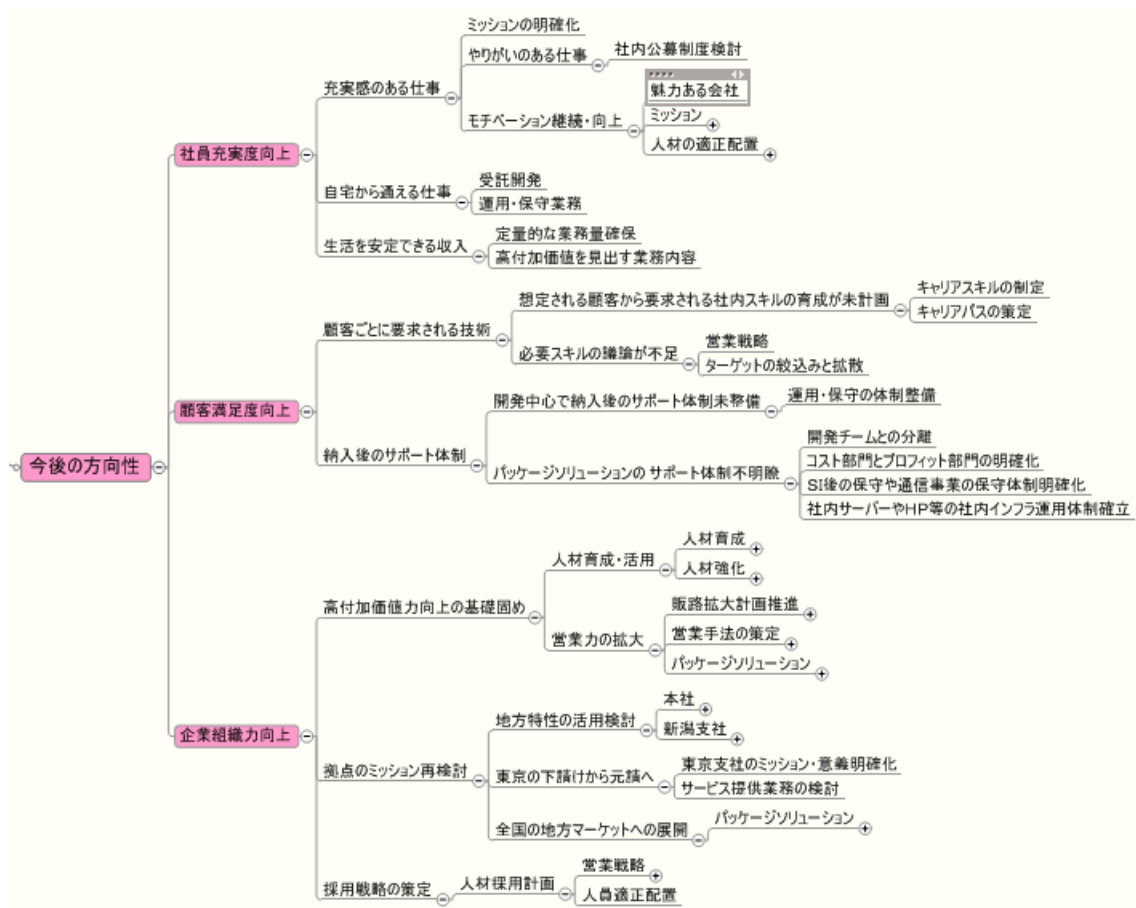 今後の方向性
社員充実度向上
充実感のある仕事
ミッションの明確化
やりがいのある仕事
社内公募制度検討
モチベーション継続・向上
魅力ある会社
ミッション
人材の適正配置
自宅から通える仕事
受託開発
運用・保守業務
生活を安定できる収入
定量的な業務量確保
高付加価値を見出す業務内容
顧客満足度向上
顧客ごとに要求される技術
想定される顧客から要求される社内スキルの育成が未計画
キャリアスキルの制定
キャリアパスの策定
必要スキルの議論が不足
営業戦略
ターゲットの絞込みと拡散
納入後のサポート体制
開発中心で納入後のサポート体制未整備
運用・保守の体制整備
パッケージソリューションの サポート体制不明瞭
開発チームとの分離
コスト部門とプロフィット部門の明確化
SI後の保守や通信事業の保守体制明確化
社内サーバーやHP等の社内インフラ運用体制確立
企業組織力向上
高付加価値力向上の基礎固め
人材育成・活用
人材育成
人材強化
営業力の拡大
販路拡大計画推進
営業手法の策定
パッケージソリューション
拠点のミッション再検討
地方特性の活用検討
本社
新潟支社
東京の下請けから元請へ
東京支社のミッション・意義明確化
サービス提供業務の検討
全国の地方マーケットへの展開
パッケージソリューション
採用戦略の策定
人材採用計画
営業戦略
人員適正配置